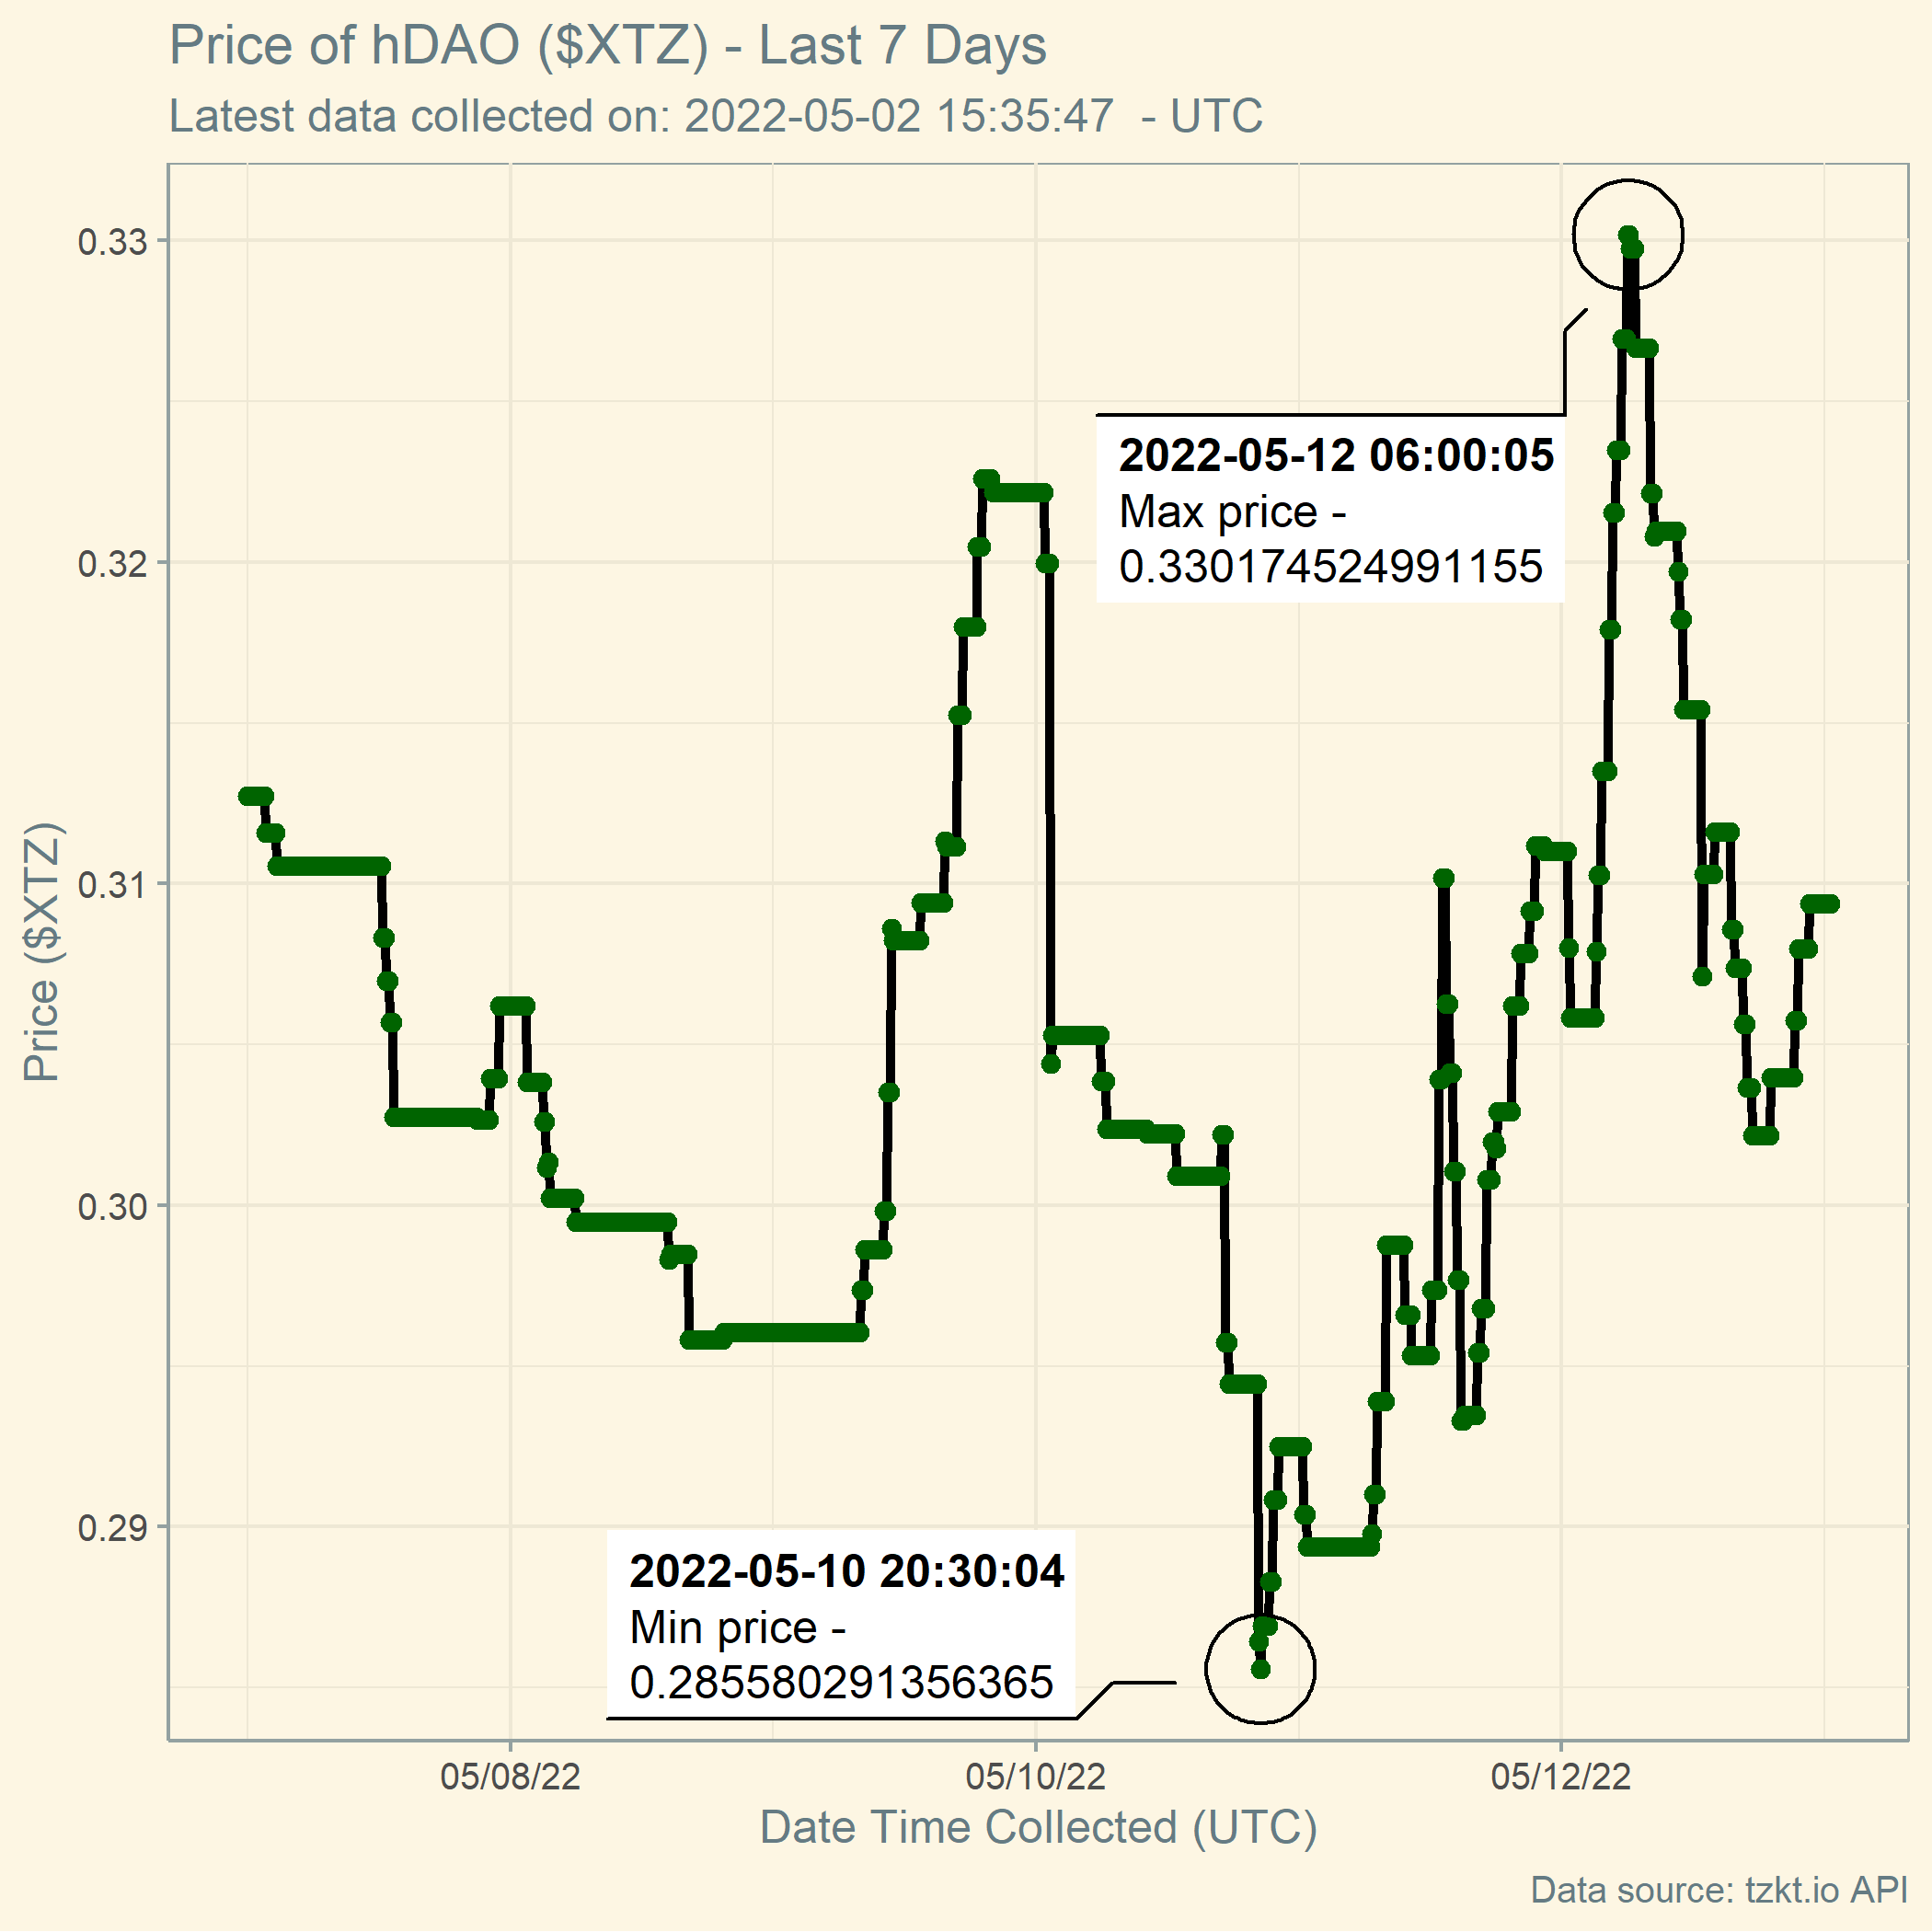 Price of hDAO ($XTZ) - Last 7 Days
Latest data collected on: 2022-05-02 15:35:47  - UTC
Price ($XTZ)
0.33
0.32
0.31
0.30
0.29
2022-05-12 06:00:05
Max price -
0.330174524991155
2022-05-10 20:30:04
Min price -
0.285580291356365
05/08/22
05/10/22
05/12/22
Date Time Collected (UTC)
Data source: tzkt.io API